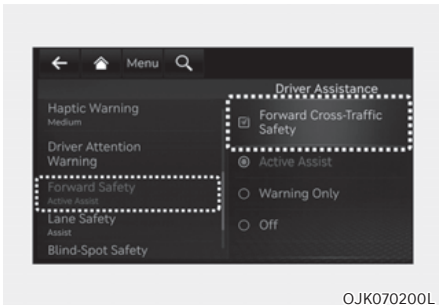 Menu
Driver Assistance
Haptic Warning
Medium
Driver Attention
Warning
Forward Safety
Active Assist
Lane Safety
Assist
Blind-Spot Safety
Forward Cross-Traffic
Safety
Active Assist
Warning Only
Off
OJK070200L